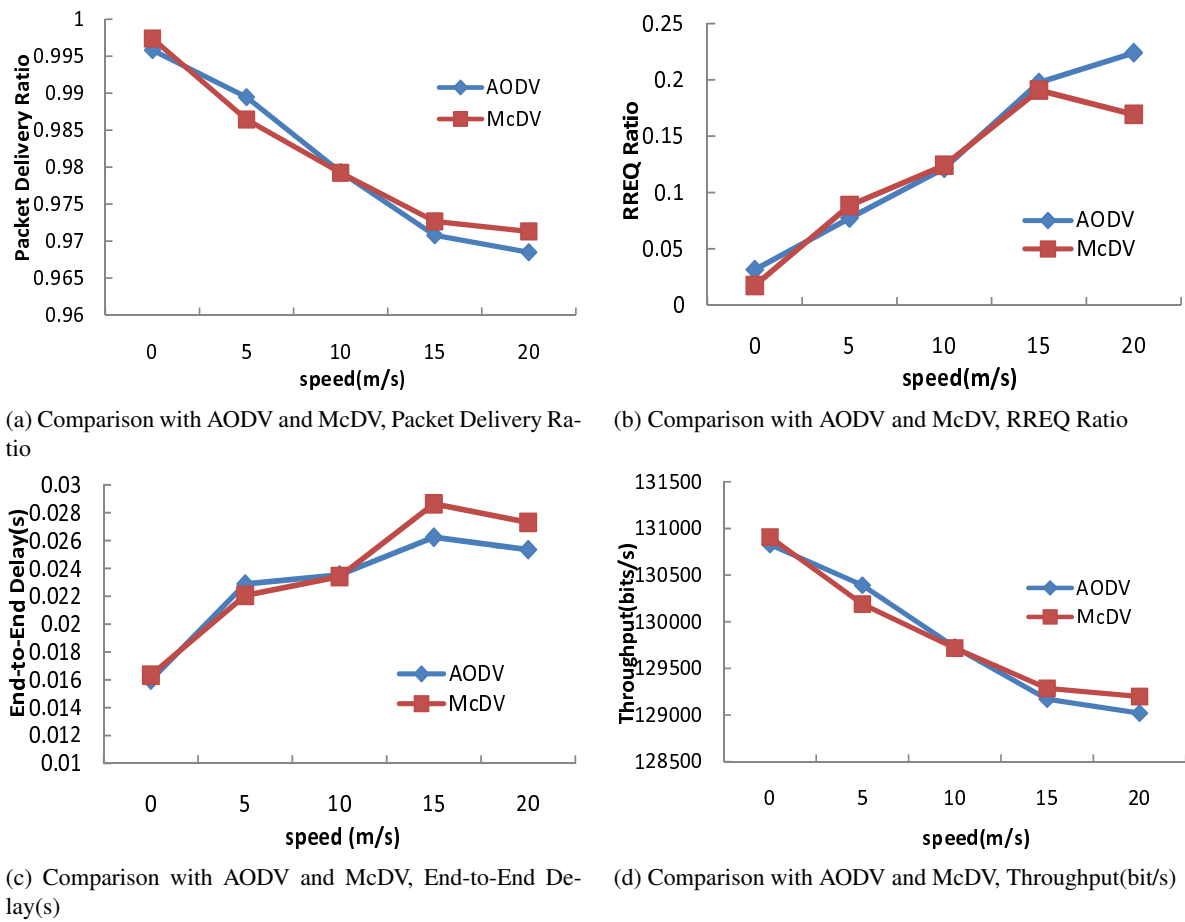 1
0.995
0.99
0.985
0.98
0.975
0.97
0.965
0.96
Packet Delivery Ratio
AODV
McDV
0 5 10 15 20
speed(m/s)
(a) Comparison with AODV and McDV, Packet Delivery Ra-
tio
0.25
0.2
0.15
0.1
0.05
0
RREQ Ratio
AODV
McDV
0 5 10 15 20
speed(m/s)
(b) Comparison with AODV and McDV, RREQ Ratio
0.03
0.028
0.026
0.024
0.022
0.02
0.018
0.016
0.014
0.012
0.01
End-to-End Delay(s)
AODV
McDV
0 5 10 15 20
speed (m/s)
(c) Comparison with AODV and McDV, End-to-End De-
lay(s)
131500
131000
130500
130000
129500
129000
128500
Throughput(bits/s)
AODV
McDV
0 5 10 15 20
speed(m/s)
(d) Comparison with AODV and McDV, Throughput(bit/s)